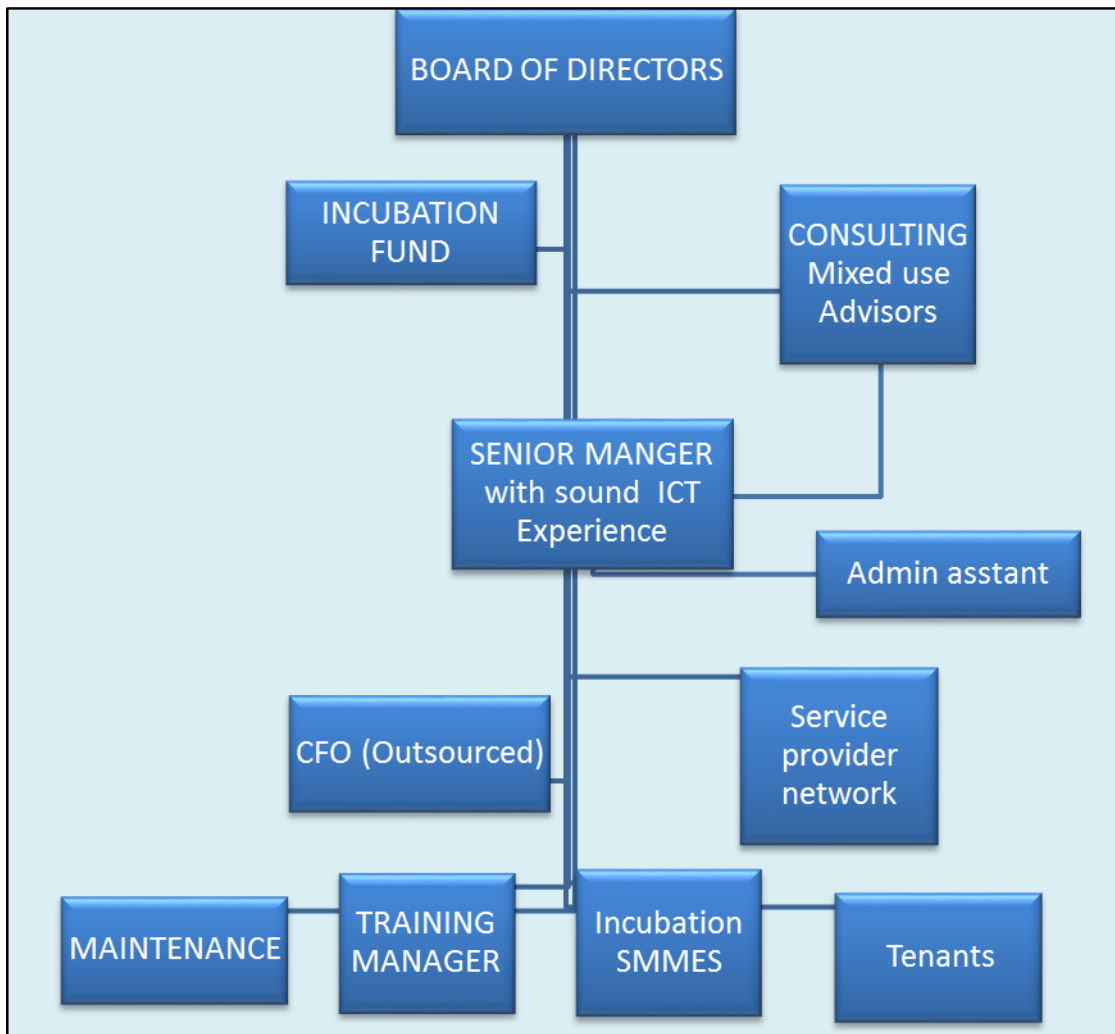 BOARD OF DIRECTORS
INCUBATION
FUND
CONSULTING
Mixed use
Advisors
SENIOR MANGER
with sound ICT
Experience
Admin asstant
Service
provider
network
CFO (Outsourced)
MAINTENANCE
TRAINING
MANAGER
Incubation
SMMES
Tenants